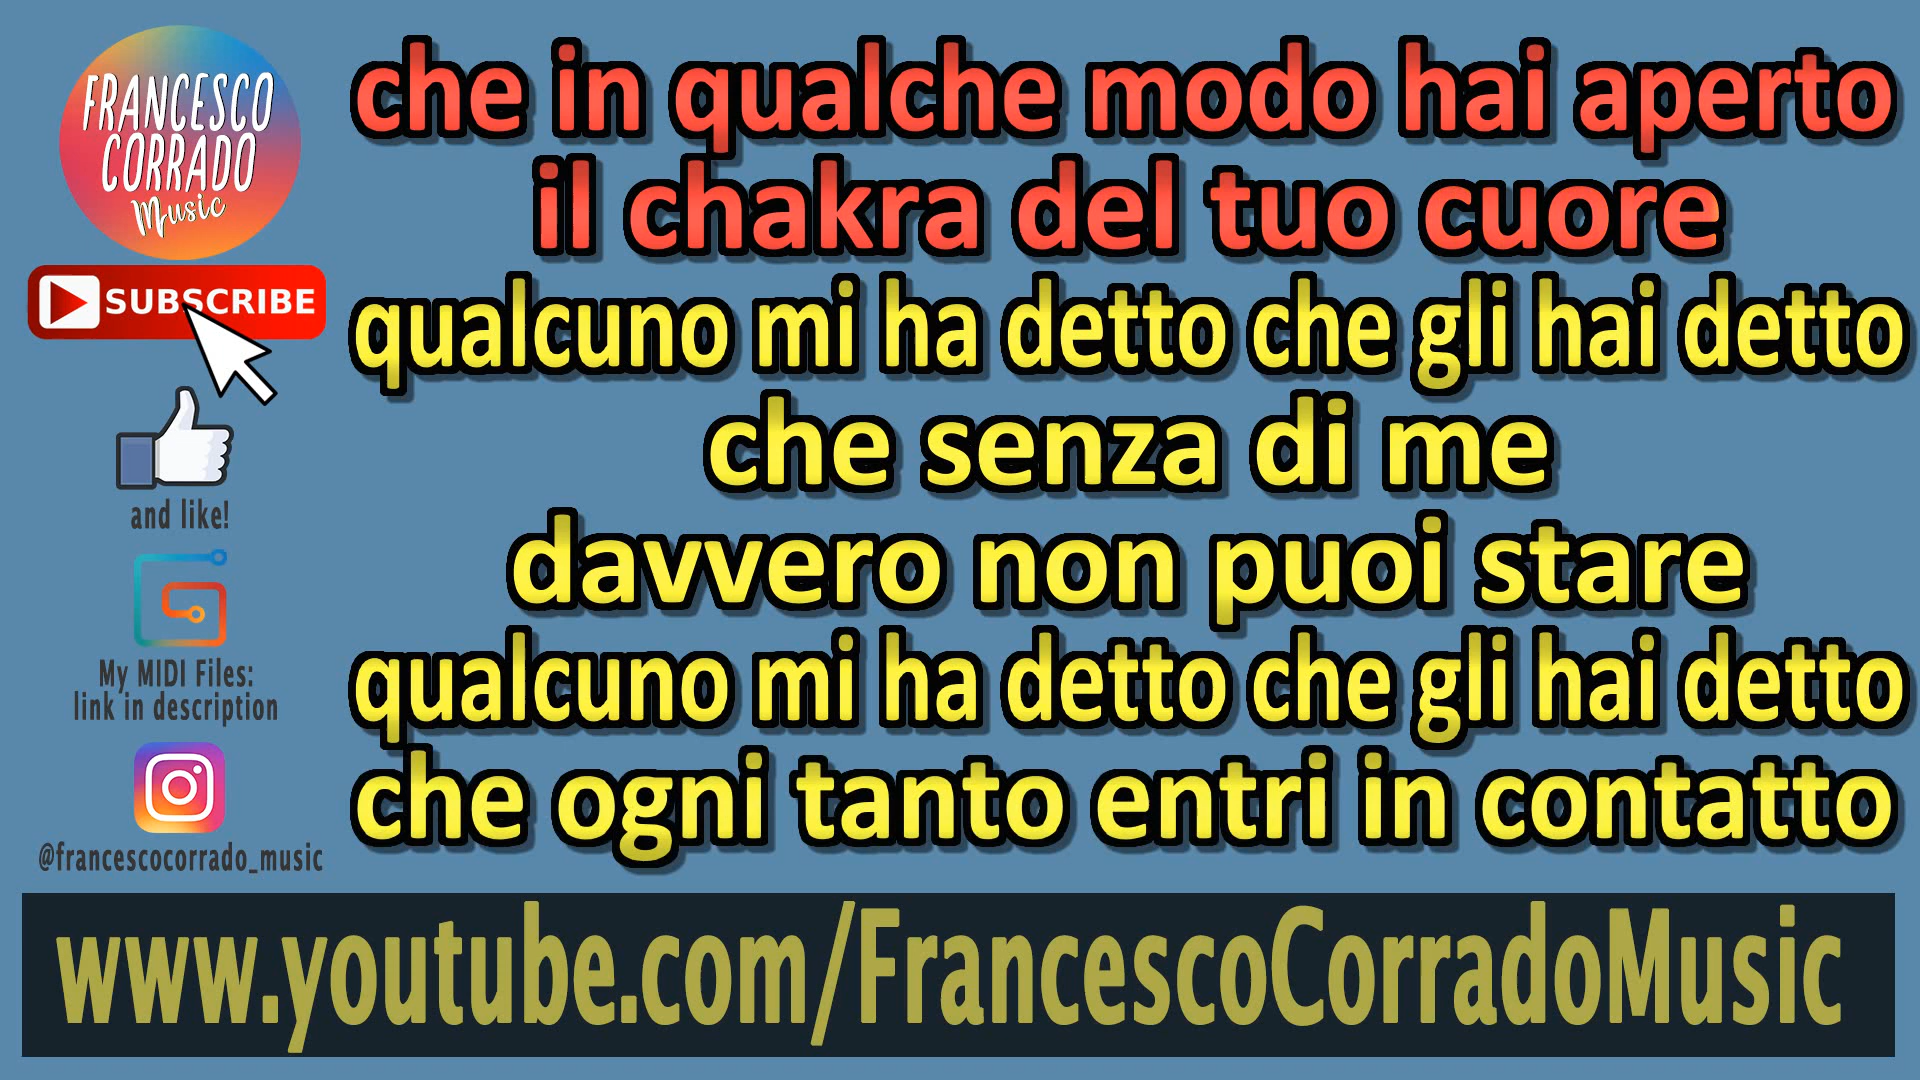 FRANCESCO
CORRADO
Music
SUBSCRIBE
and like!
My MIDI Files:
link in description
@francescocorrado_music
che in qualche modo hai aperto
il chakra del tuo cuore
qualcuno mi ha detto che gli hai detto
che senza di me
davvero non puoi stare
qualcuno mi ha detto che gli hai detto
che ogni tanto entri in contatto
www.youtube.com/FrancescoCorradoMusic